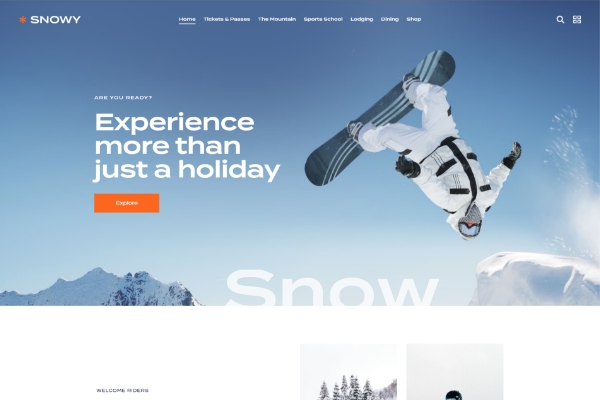 SNOWY
Home Tickets & Passes The Mountain Sports School Lodging Dining Shop
ARE YOU READY?
Experience
more than
just a holiday
Explore
Snow
WELCOME RIDERS